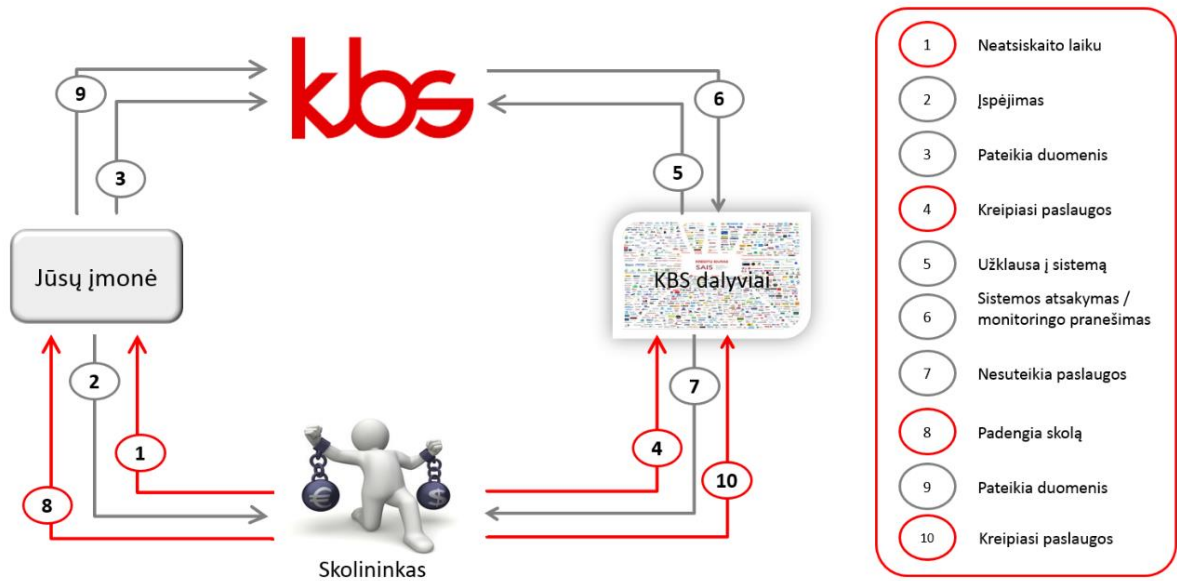 9
kbs
6
3
5
Jūsų įmonė
SAIS
KBS dalyviai
2
7
1
4
8
10
€
$
Skolininkas
1 Neatsiskaito laiku
2 Įspėjimas
3 Pateikia duomenis
4 Kreipiasi paslaugos
5 Užklausa į sistemą
6 Sistemos atsakymas /
monitoringo pranešimas
7 Nesuteikia paslaugos
8 Padengia skolą
9 Pateikia duomenis
10 Kreipiasi paslaugos